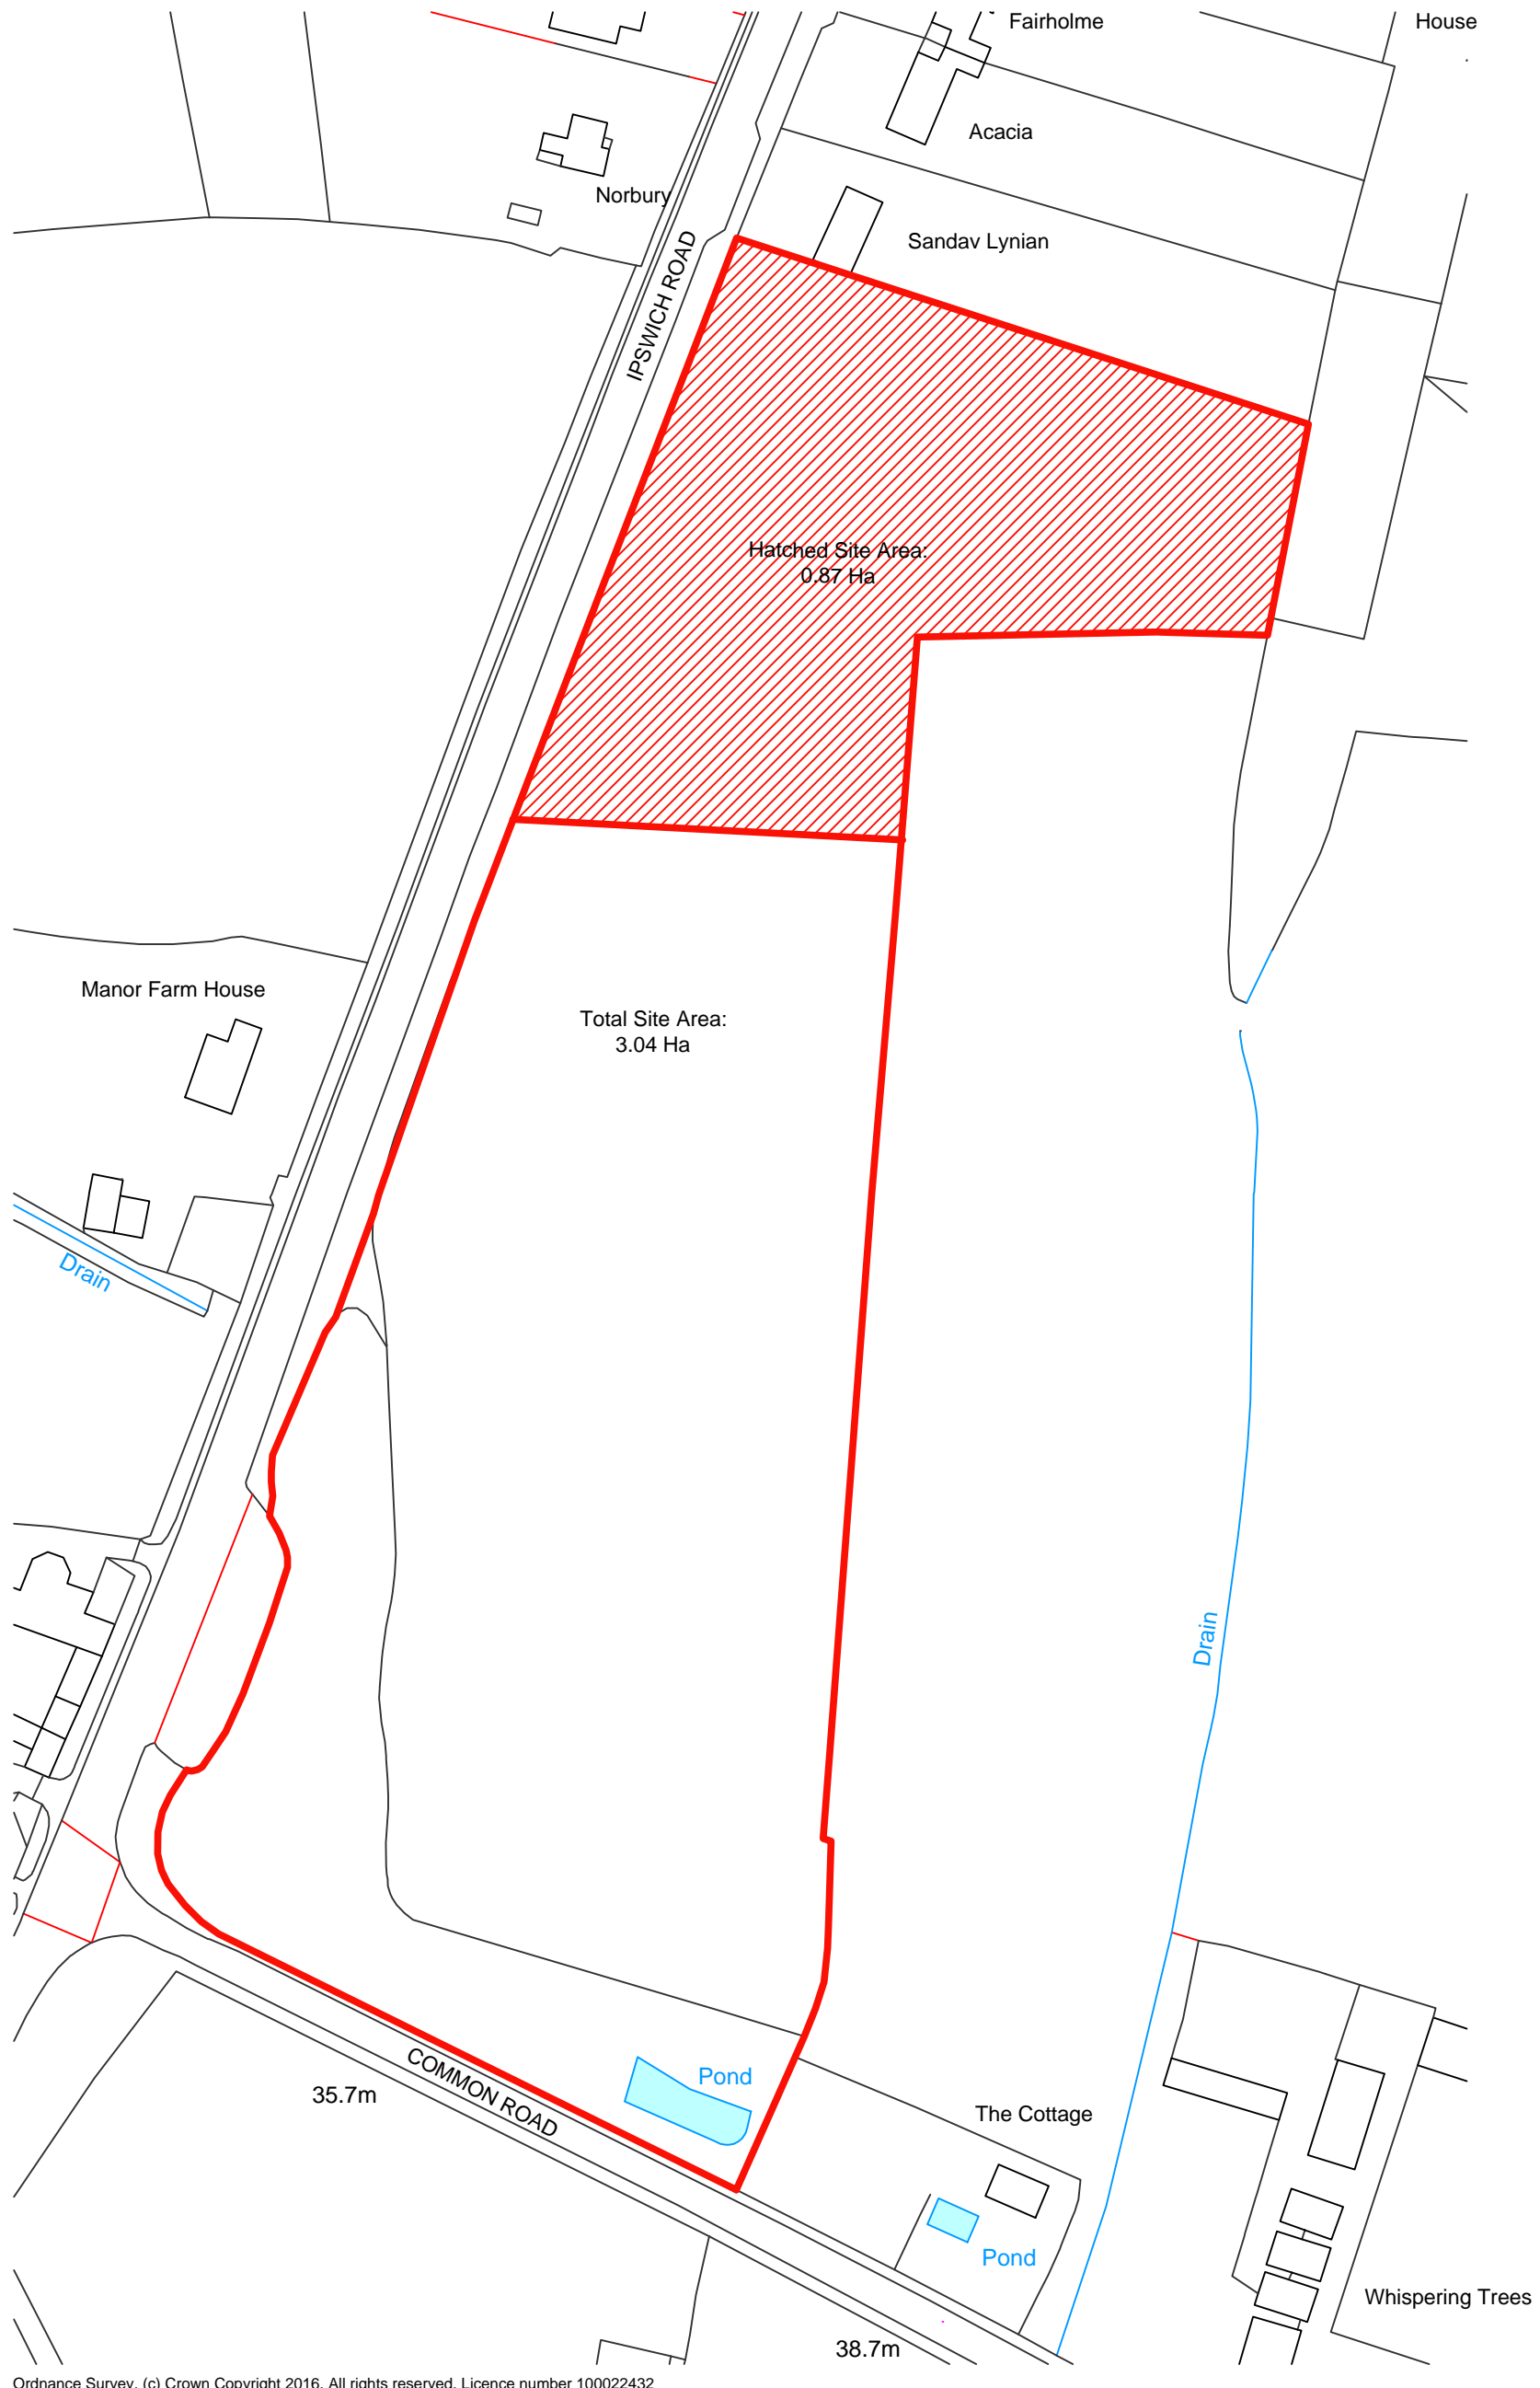 Fairholme
House
Acacia
Norbury
Sandav Lynian
IPSWICH ROAD
Hatched Site Area:
0.87 Ha
Manor Farm House
Total Site Area:
3.04 Ha
Drain
Drain
COMMON ROAD
35.7m
Pond
The Cottage
Pond
Whispering Trees
38.7m
Ordnance Survey, (c) Crown Copyright 2016. All rights reserved. Licence number 100022432